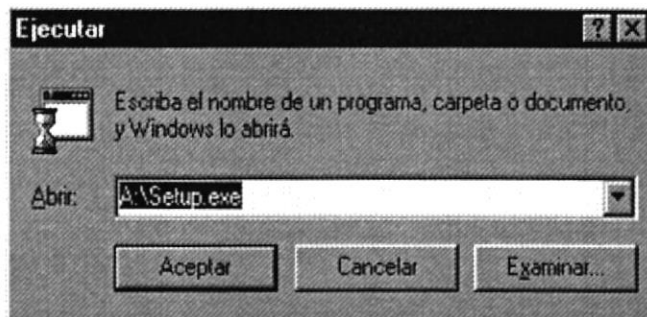 Ejecutar
Escriba el nombre de un programa, carpeta o documento,
y Windows lo abrirá.
Abrir:
A:\Setup.exe
Aceptar
Cancelar
Examinar...